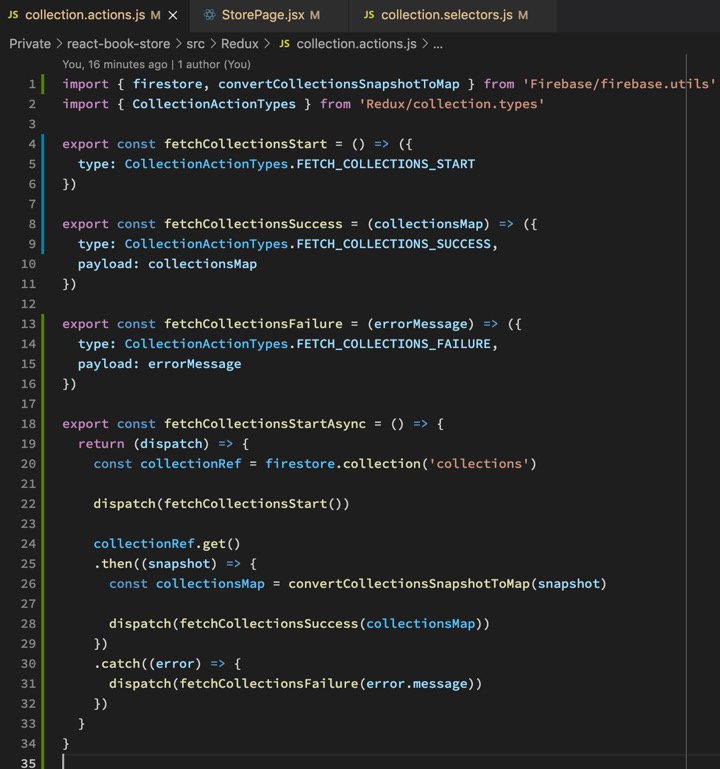 JS collection.actions.js M × StorePage.jsx M JS collection.selectors.js M
Private > react-book-store > src > Redux > JS collection.actions.js > ...
You, 16 minutes ago | 1 author (You)
1 import { firestore, convertCollectionsSnapshotToMap } from 'Firebase/firebase.utils'
2 import { CollectionActionTypes } from 'Redux/collection.types'
3
4 export const fetchCollectionsStart = () => ({
5 type: CollectionActionTypes.FETCH_COLLECTIONS_START
6 })
7
8 export const fetchCollectionsSuccess = (collectionsMap) => ({
9 type: CollectionActionTypes.FETCH_COLLECTIONS_SUCCESS,
10 payload: collectionsMap
11 })
12
13 export const fetchCollectionsFailure = (errorMessage) => ({
14 type: CollectionActionTypes.FETCH_COLLECTIONS_FAILURE,
15 payload: errorMessage
16 })
17
18 export const fetchCollectionsStartAsync = () => {
19 return (dispatch) => {
20 const collectionRef = firestore.collection('collections')
21
22 dispatch(fetchCollectionsStart())
23
24 collectionRef.get()
25 .then((snapshot) => {
26 const collectionsMap = convertCollectionsSnapshotToMap(snapshot)
27
28 dispatch(fetchCollectionsSuccess(collectionsMap))
29 })
30 .catch((error) => {
31 dispatch(fetchCollectionsFailure(error.message))
32 })
33 }
34 }
35